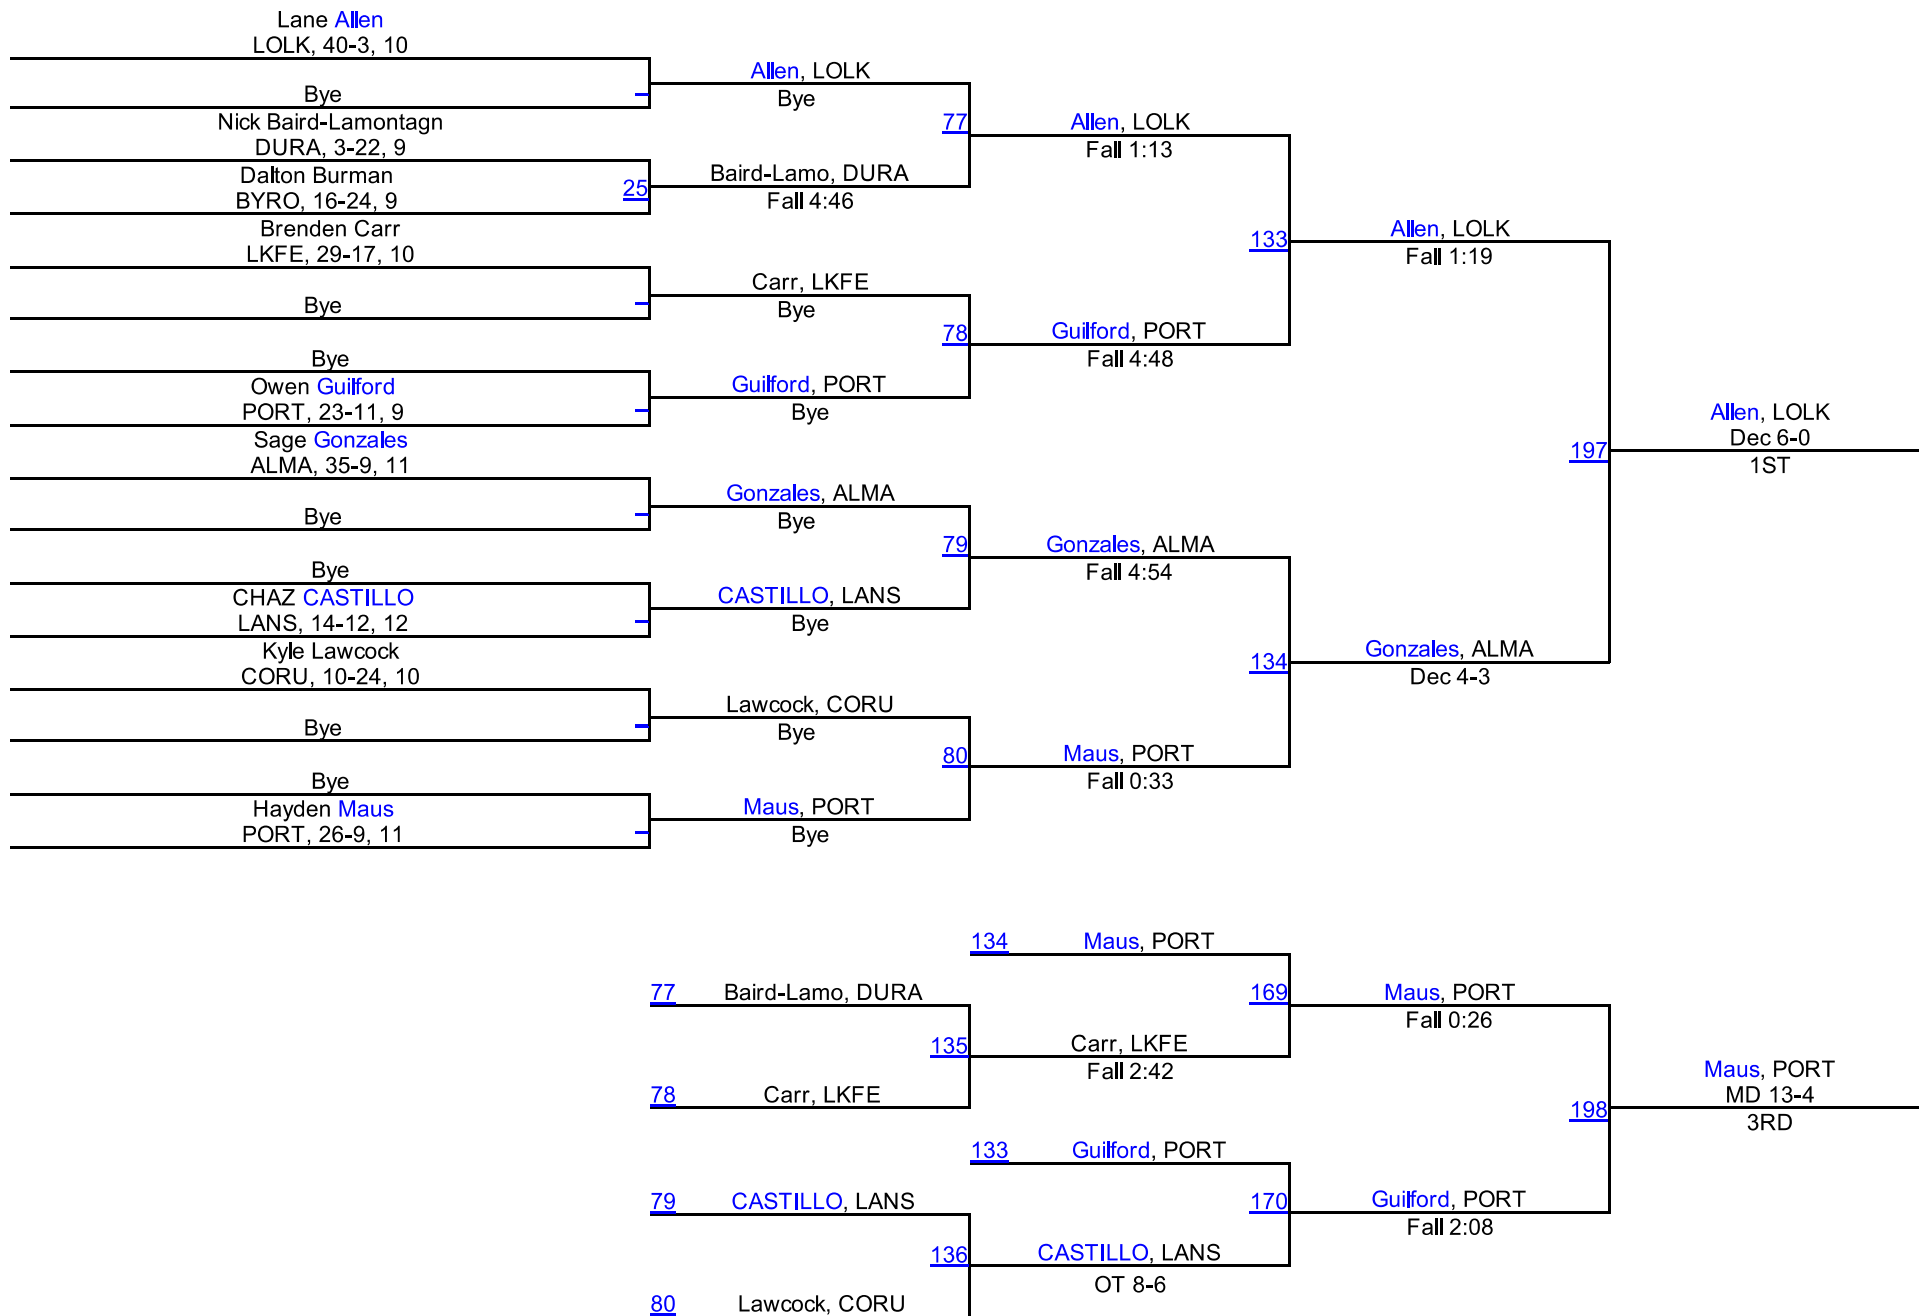 Lane Allen
LOLK, 40-3, 10
Bye
Nick Baird-Lamontagn
DURA, 3-22, 9
Dalton Burman
BYRO, 16-24, 9
25
Brenden Carr
LKFE, 29-17, 10
Bye
Bye
Owen Guilford
PORT, 23-11, 9
Sage Gonzales
ALMA, 35-9, 11
Bye
Bye
CHAZ CASTILLO
LANS, 14-12, 12
Kyle Lawcock
CORU, 10-24, 10
Bye
Bye
Hayden Maus
PORT, 26-9, 11
Allen, LOLK
Bye
77
Baird-Lamo, DURA
Fall 4:46
Carr, LKFE
Bye
78
Guilford, PORT
Bye
Gonzales, ALMA
Bye
79
CASTILLO, LANS
Bye
Lawcock, CORU
Bye
80
Maus, PORT
Bye
Allen, LOLK
Fall 1:13
133
Guilford, PORT
Fall 4:48
Gonzales, ALMA
Fall 4:54
134
Maus, PORT
Fall 0:33
Allen, LOLK
Fall 1:19
197
Gonzales, ALMA
Dec 4-3
Allen, LOLK
Dec 6-0
1ST
134 Maus, PORT
77 Baird-Lamo, DURA
135
78 Carr, LKFE
169
Carr, LKFE
Fall 2:42
133 Guilford, PORT
79 CASTILLO, LANS
136
80 Lawcock, CORU
170
CASTILLO, LANS
OT 8-6
Maus, PORT
Fall 0:26
198
Guilford, PORT
Fall 2:08
Maus, PORT
MD 13-4
3RD